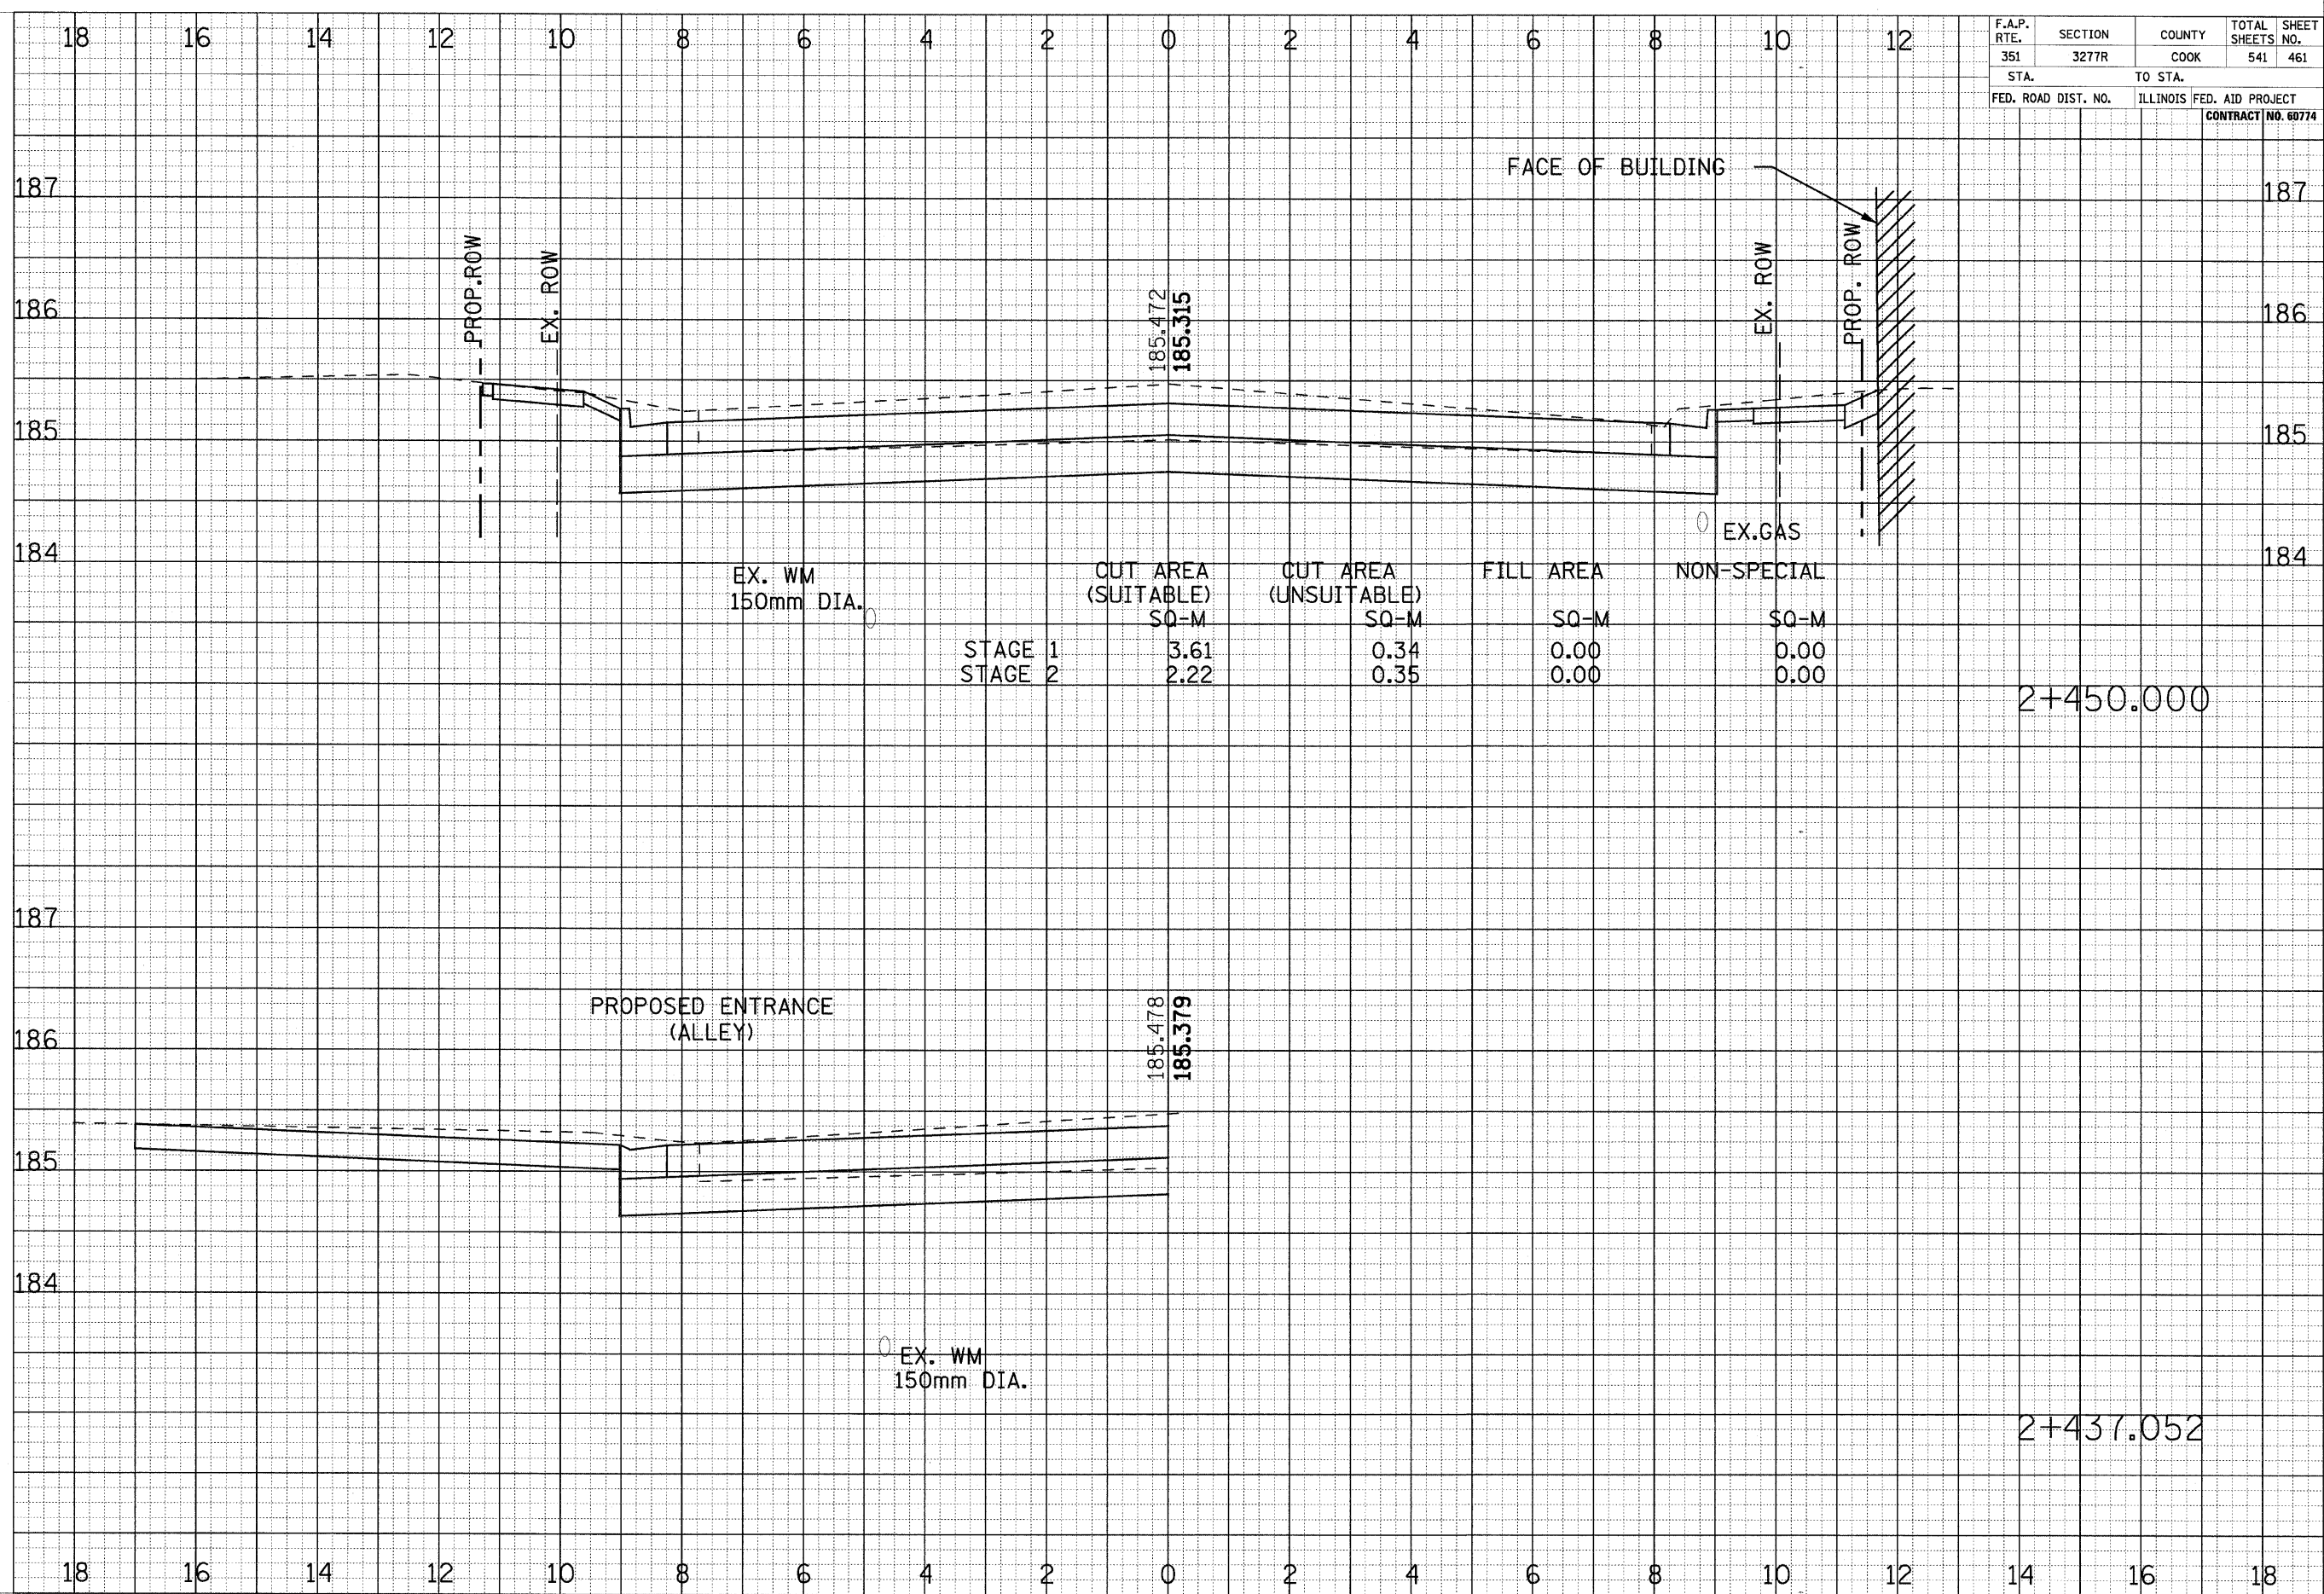 18 16 14 12 10 8 6 4 2 0 2 4 6 8 10 12
F.A.P. RTE. SECTION COUNTY TOTAL SHEETS SHEET NO.
351 3277R COOK 541 461
STA. TO STA.
FED. ROAD DIST. NO. ILLINOIS FED. AID PROJECT
CONTRACT NO. 60774
FACE OF BUILDING
187 187
PROP.ROW
EX. ROW
185.472
185.315
EX. ROW
PROP. ROW
186 186
185 185
EX.GAS
184 184
EX. WM
150mm DIA.
CUT AREA CUT AREA FILL AREA NON-SPECIAL
(SUITABLE) (UNSUITABLE)
SQ-M SQ-M SQ-M SQ-M
STAGE 1 3.61 0.34 0.00 0.00
STAGE 2 2.22 0.35 0.00 0.00
2+450.000
187
PROPOSED ENTRANCE
(ALLEY)
185.478
185.379
186
185
184
EX. WM
150mm DIA.
2+437.052
18 16 14 12 10 8 6 4 2 0 2 4 6 8 10 12 14 16 18